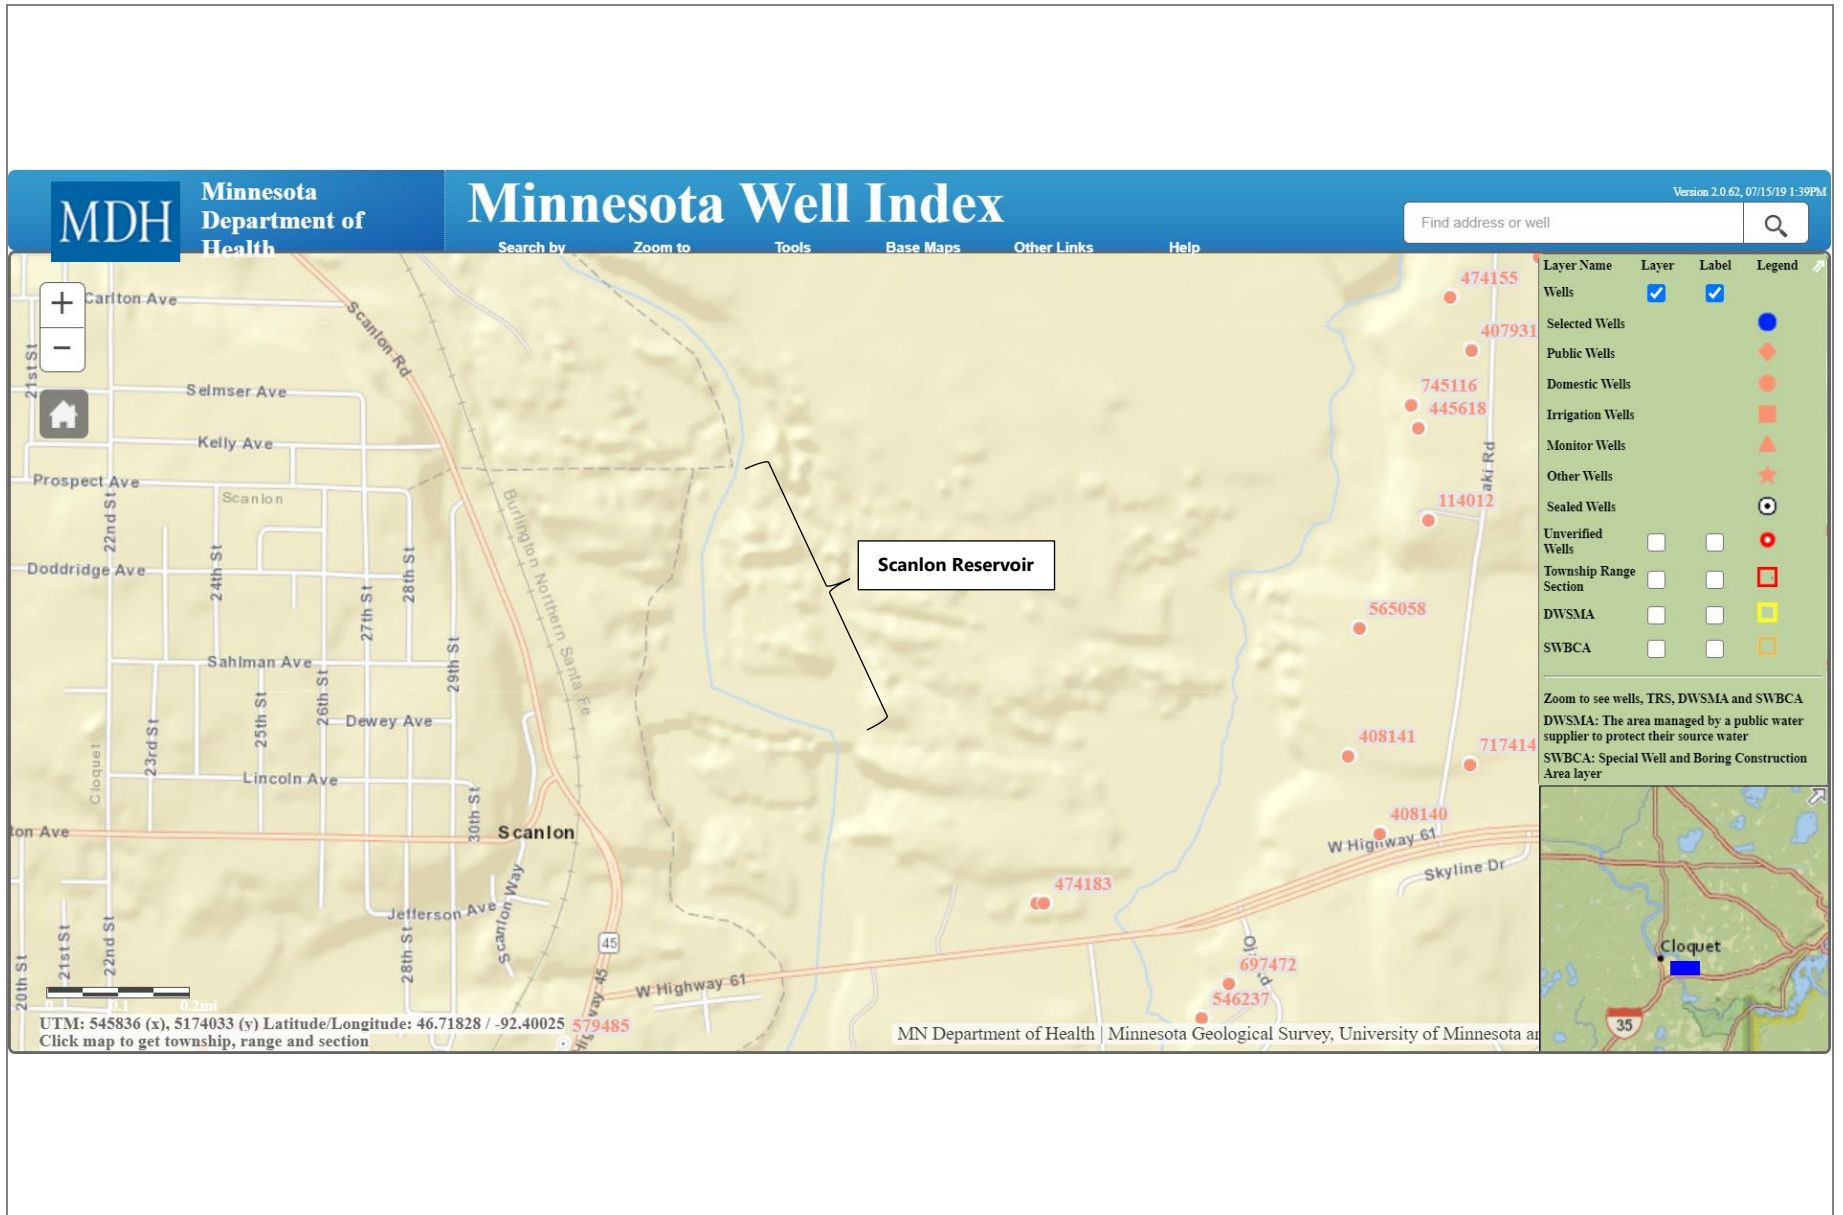 MDH
Minnesota
Department of
Health
Minnesota Well Index
Version 2.0.62, 07/15/19 1:39PM
Find address or well
Search by
Zoom to
Tools
Base Maps
Other Links
Help
+
−
Carlton Ave
Scanlon Rd
21st St
Selmser Ave
Kelly Ave
Prospect Ave
Scanlon
22nd St
24th St
28th St
27th St
Doddridge Ave
Burlington Northern Santa Fe
Sahlman Ave
29th St
26th St
25th St
23rd St
Dewey Ave
Cloquet
Lincoln Ave
30th St
Scanlon
Jefferson Ave
Scanlon Way
20th St
21st St
22nd St
28th St
45
W Highway 61
Scanlon Reservoir
474155
407931
745116
445618
aki Rd
114012
565058
408141
717414
408140
W Highway 61
Skyline Dr
474183
697472
546237
579485
0.1
0.2mi
UTM: 545836 (x), 5174033 (y) Latitude/Longitude: 46.71828 / -92.40025
Click map to get township, range and section
MN Department of Health | Minnesota Geological Survey, University of Minnesota ar
Layer Name Layer Label Legend
Wells
Selected Wells
Public Wells
Domestic Wells
Irrigation Wells
Monitor Wells
Other Wells
Sealed Wells
Unverified
Wells
Township Range
Section
DWSMA
SWBCA
Zoom to see wells, TRS, DWSMA and SWBCA
DWSMA: The area managed by a public water
supplier to protect their source water
SWBCA: Special Well and Boring Construction
Area layer
Cloquet
35